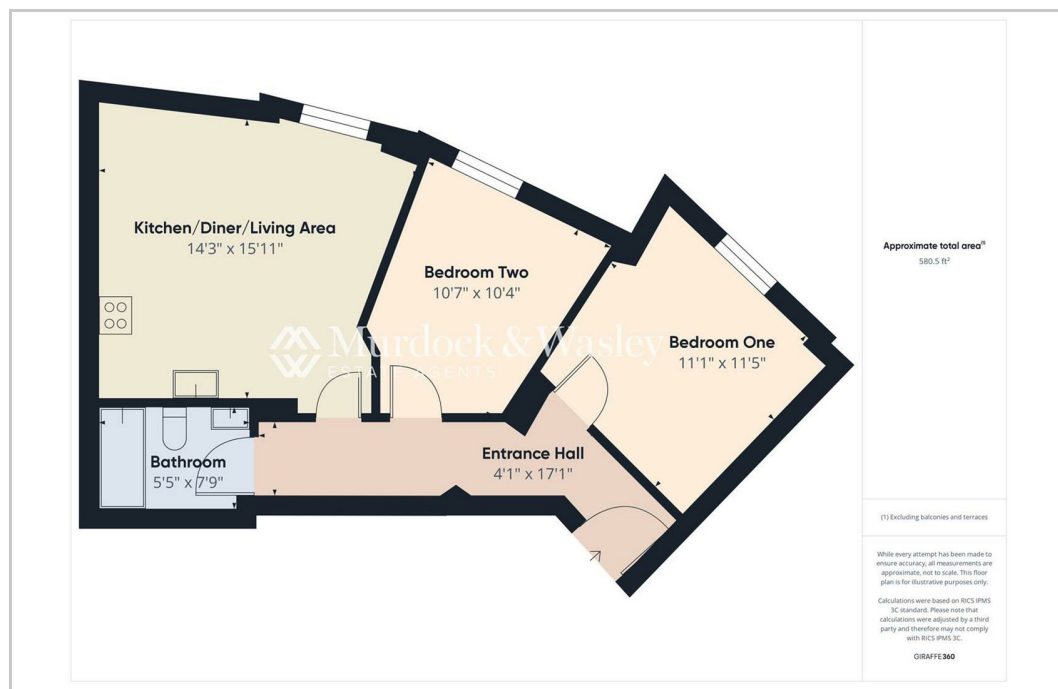 Kitchen/Diner/Living Area
14'3" x 15'11"
Bedroom Two
10'7" x 10'4"
Bedroom One
11'1" x 11'5"
Murdock & Wasley
ESTATE AGENTS
Entrance Hall
4'1" x 17'1"
Bathroom
5'5" x 7'9"
Approximate total area(1)
580.5 ft²
(1) Excluding balconies and terraces
While every attempt has been made to
ensure accuracy, all measurements are
approximate, not to scale. This floor
plan is for illustrative purposes only.
Calculations were based on RICS IPMS
3C standard. Please note that
calculations were adjusted by a third
party and therefore may not comply
with RICS IPMS 3C.
GIRAFFE360